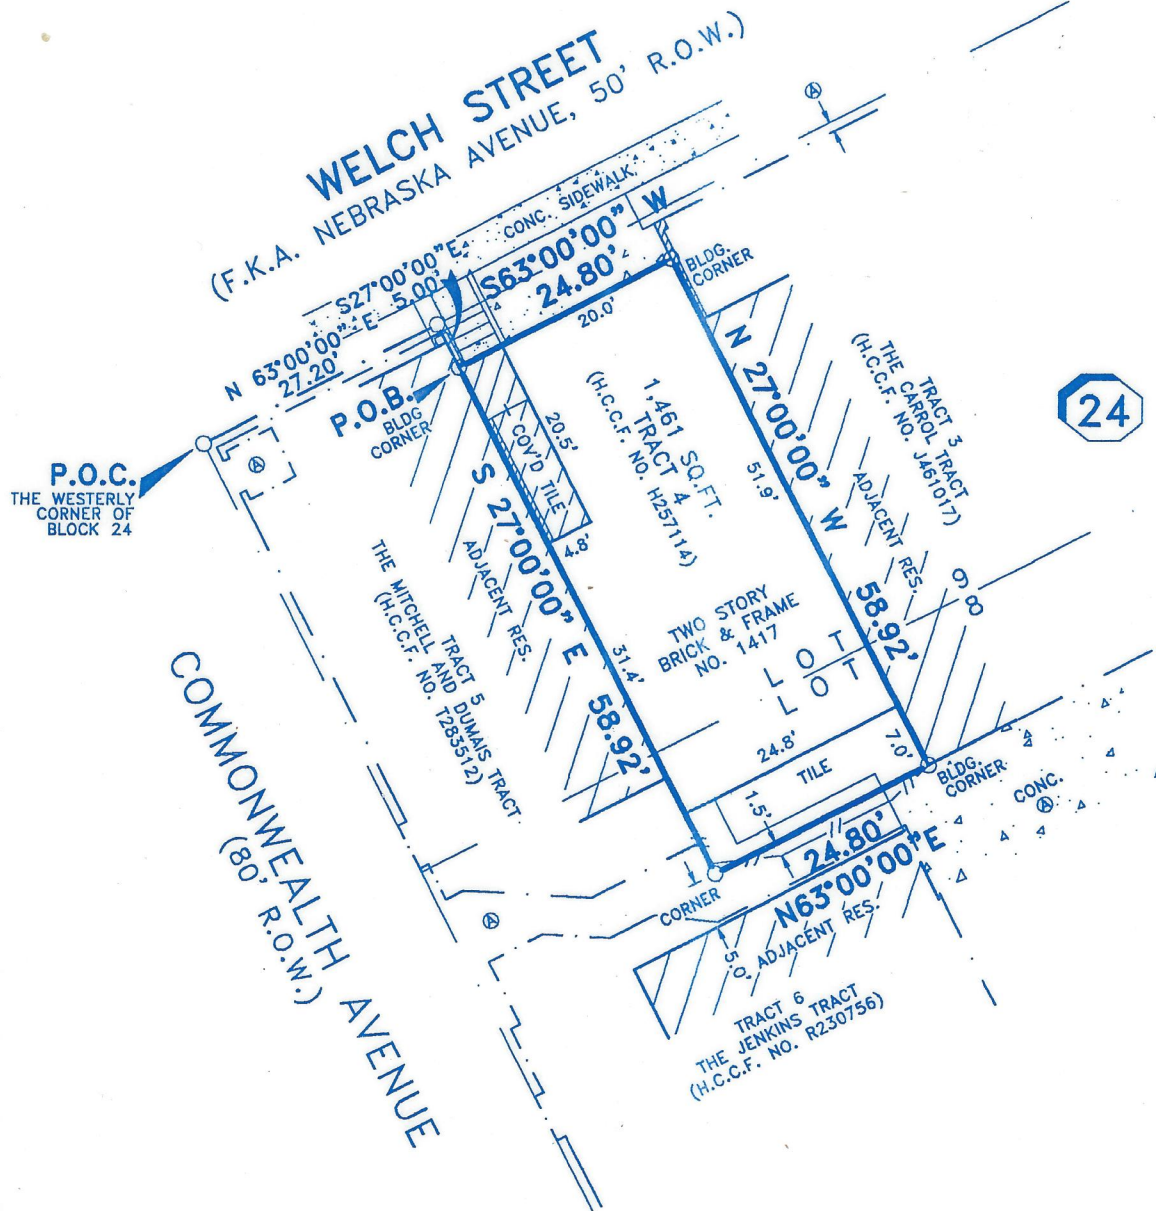 WELCH STREET
(F.K.A. NEBRASKA AVENUE, 50' R.O.W.)
CONC. SIDEWALK
S63°00'00" W
24.80'
20.0'
S27°00'00"E
5.00'
N 63°00'00" E
27.20'
P.O.B.
BLDG
CORNER
P.O.C.
THE WESTERLY
CORNER OF
BLOCK 24
BLDG.
CORNER
A
A
COV'D TILE
20.5'
4.8'
1,461 SQ.FT.
TRACT 4
(H.C.C.F. NO. H257114)
N 27°00'00" W 58.92'
51.9'
TRACT 3
THE CARROL TRACT
(H.C.C.F. NO. J461017)
ADJACENT RES.
24
S 27°00'00" E 58.92'
31.4'
ADJACENT RES.
TRACT 5
THE MITCHELL AND DUMAIS TRACT
(H.C.C.F. NO. T283512)
TWO STORY
BRICK & FRAME
NO. 1417
LOT 9
LOT 8
24.8'
7.0'
TILE
1.5'
BLDG.
CORNER
CONC.
A
24.80'
N63°00'00"E
CORNER
ADJACENT RES.
5.0'
TRACT 6
THE JENKINS TRACT
(H.C.C.F. NO. R230756)
A
COMMONWEALTH AVENUE
(80' R.O.W.)